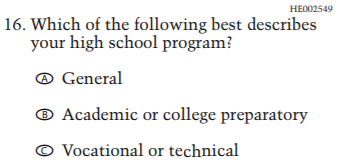 HE002549
16. Which of the following best describes
your high school program?
Ⓐ General
Ⓑ Academic or college preparatory
Ⓒ Vocational or technical